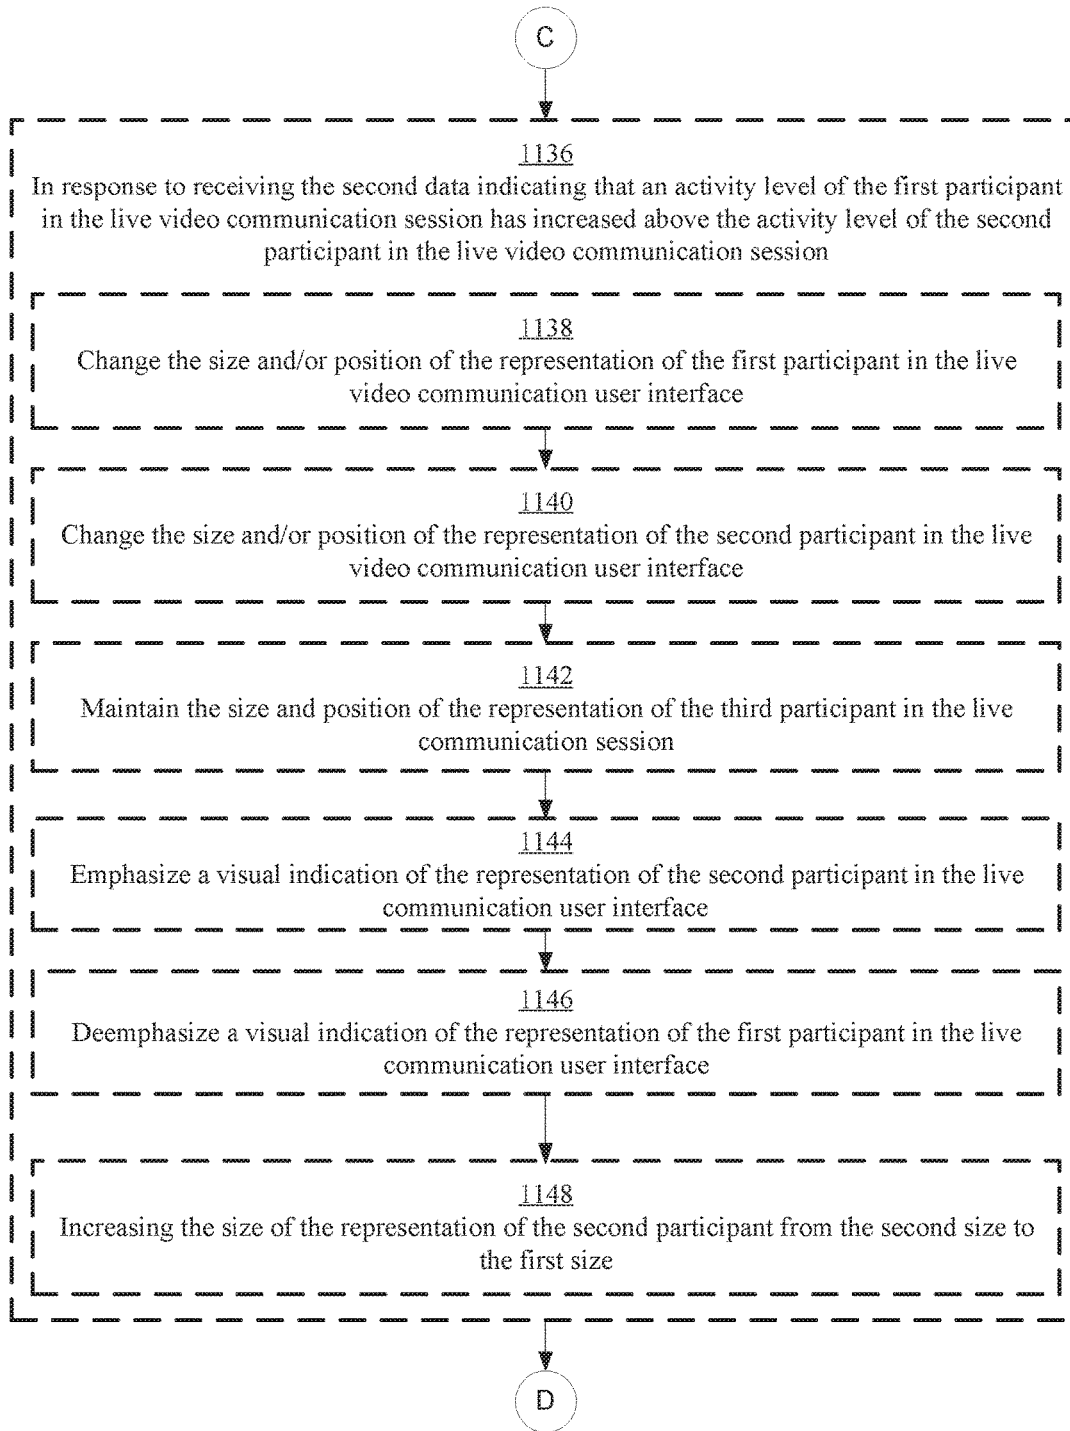 C
1136
In response to receiving the second data indicating that an activity level of the first participant
in the live video communication session has increased above the activity level of the second
participant in the live video communication session
1138
Change the size and/or position of the representation of the first participant in the live
video communication user interface
1140
Change the size and/or position of the representation of the second participant in the live
video communication user interface
1142
Maintain the size and position of the representation of the third participant in the live
communication session
1144
Emphasize a visual indication of the representation of the second participant in the live
communication user interface
1146
Deemphasize a visual indication of the representation of the first participant in the live
communication user interface
1148
Increasing the size of the representation of the second participant from the second size to
the first size
D